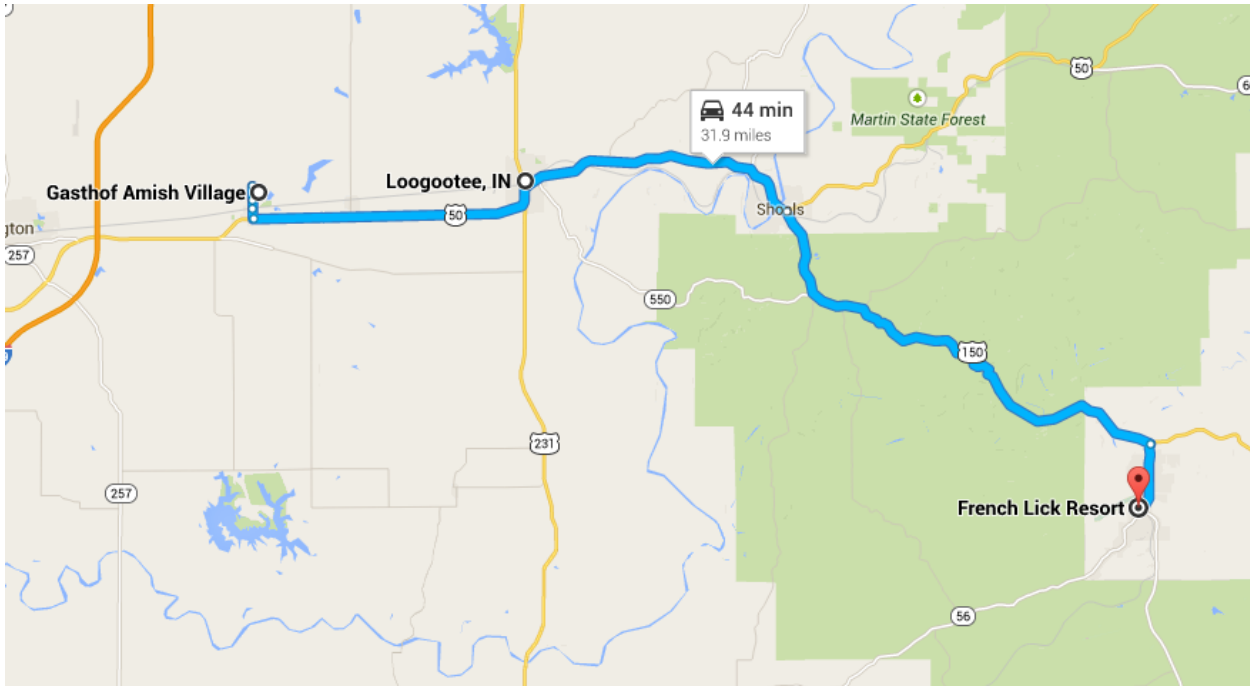 50
44 min
31.9 miles
Martin State Forest
Gasthof Amish Village
Loogootee, IN
50
Shoals
gton
257
550
150
231
257
French Lick Resort
56